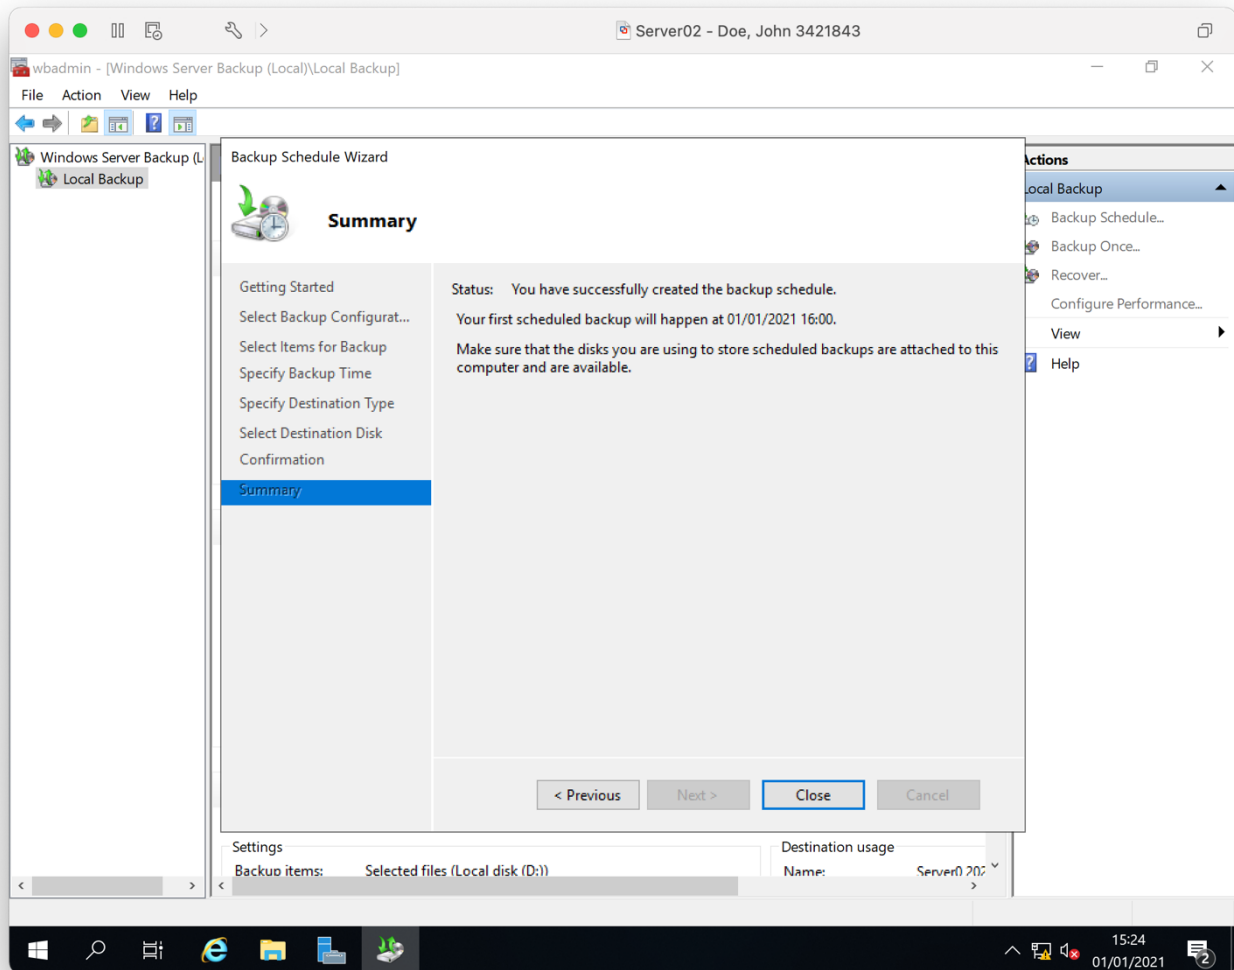 Server02 - Doe, John 3421843
wbadmin - [Windows Server Backup (Local)\Local Backup]
File Action View Help
Windows Server Backup (L
Local Backup
Backup Schedule Wizard
Summary
Getting Started
Select Backup Configurat...
Select Items for Backup
Specify Backup Time
Specify Destination Type
Select Destination Disk
Confirmation
Summary
Status: You have successfully created the backup schedule.
Your first scheduled backup will happen at 01/01/2021 16:00.
Make sure that the disks you are using to store scheduled backups are attached to this
computer and are available.
< Previous
Next >
Close
Cancel
Settings
Backup items: Selected files (Local disk (D:))
Destination usage
Name: Server0 202
Actions
Local Backup
Backup Schedule...
Backup Once...
Recover...
Configure Performance...
View
Help
15:24
01/01/2021
2